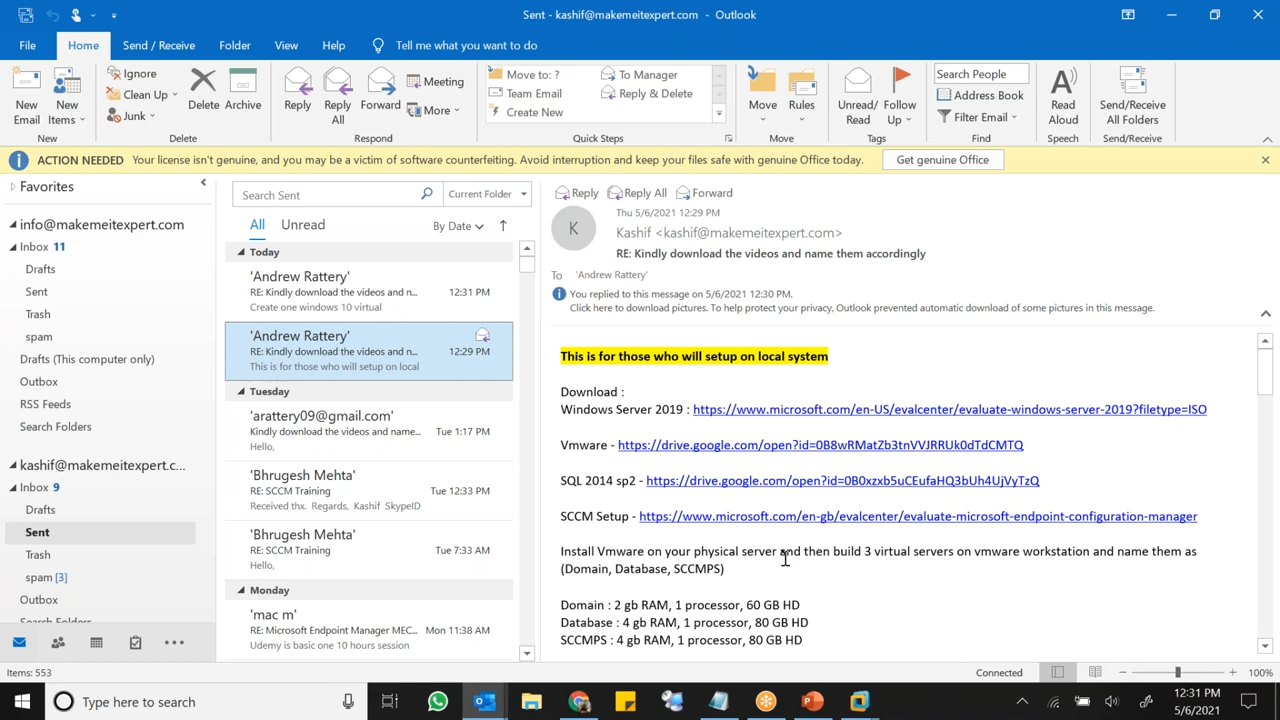 Sent - kashif@makemeitexpert.com - Outlook
File Home Send / Receive Folder View Help Tell me what you want to do
New Email
New Items
Ignore
Clean Up
Junk
Delete
Archive
Reply
Reply All
Forward
Meeting
More
Move to: ?
Team Email
Create New
To Manager
Reply & Delete
Move
Rules
Unread/ Read
Follow Up
Search People
Address Book
Filter Email
Read Aloud
Send/Receive All Folders
New Delete Respond Quick Steps Move Tags Find Speech Send/Receive
ACTION NEEDED Your license isn't genuine, and you may be a victim of software counterfeiting. Avoid interruption and keep your files safe with genuine Office today. Get genuine Office
Favorites
info@makemeitexpert.com
Inbox 11
Drafts
Sent
Trash
spam
Drafts (This computer only)
Outbox
RSS Feeds
Search Folders
kashif@makemeitexpert.c...
Inbox 9
Drafts
Sent
Trash
spam [3]
Outbox
Search Sent Current Folder
All Unread By Date
Today
'Andrew Rattery'
RE: Kindly download the videos and n... 12:31 PM
Create one windows 10 virtual
'Andrew Rattery'
RE: Kindly download the videos and n... 12:29 PM
This is for those who will setup on local
Tuesday
'arattery09@gmail.com'
Kindly download the videos and name... Tue 1:17 PM
Hello,
'Bhrugesh Mehta'
RE: SCCM Training Tue 12:33 PM
Received thx. Regards, Kashif SkypeID
'Bhrugesh Mehta'
RE: SCCM Training Tue 7:33 AM
Hello,
Monday
'mac m'
RE: Microsoft Endpoint Manager MEC... Mon 11:38 AM
Udemy is basic one 10 hours session
Reply Reply All Forward
Thu 5/6/2021 12:29 PM
K
Kashif <kashif@makemeitexpert.com>
RE: Kindly download the videos and name them accordingly
To 'Andrew Rattery'
You replied to this message on 5/6/2021 12:30 PM.
Click here to download pictures. To help protect your privacy, Outlook prevented automatic download of some pictures in this message.
This is for those who will setup on local system
Download :
Windows Server 2019 : https://www.microsoft.com/en-US/evalcenter/evaluate-windows-server-2019?filetype=ISO
Vmware - https://drive.google.com/open?id=0B8wRMatZb3tnVVJRRUk0dTdCMTQ
SQL 2014 sp2 - https://drive.google.com/open?id=0B0xzxb5uCEufaHQ3bUh4UjVyTzQ
SCCM Setup - https://www.microsoft.com/en-gb/evalcenter/evaluate-microsoft-endpoint-configuration-manager
Install Vmware on your physical server and then build 3 virtual servers on vmware workstation and name them as
(Domain, Database, SCCMPS)
Domain : 2 gb RAM, 1 processor, 60 GB HD
Database : 4 gb RAM, 1 processor, 80 GB HD
SCCMPS : 4 gb RAM, 1 processor, 80 GB HD
Items: 553 Connected 100%
Type here to search
12:31 PM
5/6/2021